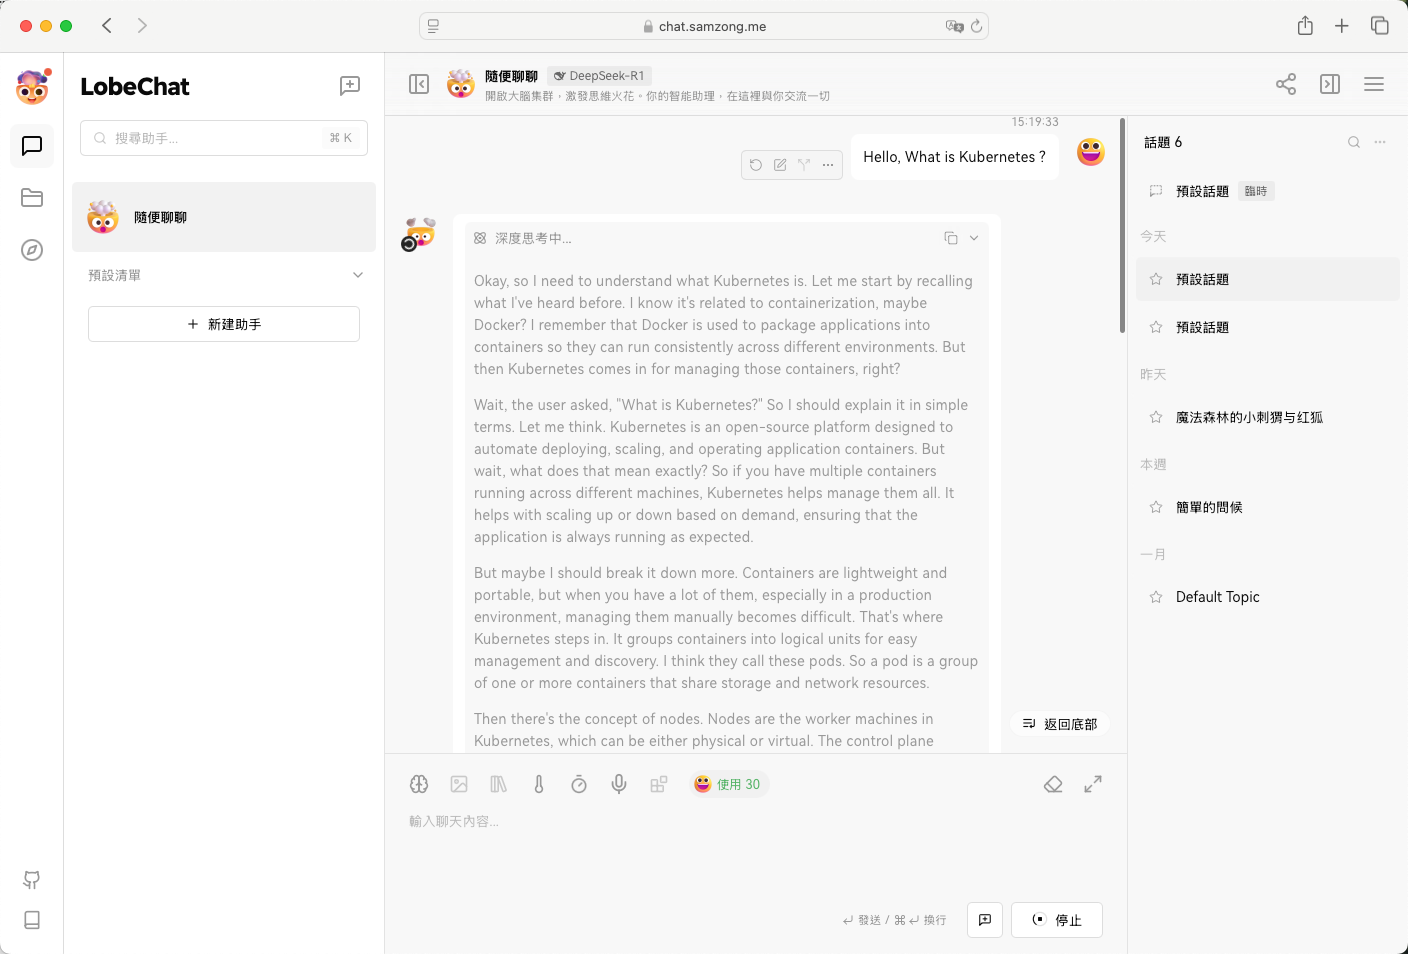 chat.samzong.me
LobeChat
搜尋助手...
⌘ K
隨便聊聊
預設清單
新建助手
隨便聊聊
DeepSeek-R1
開啟大腦集群，激發思維火花。你的智能助理，在這裡與你交流一切
15:19:33
Hello, What is Kubernetes ?
深度思考中...
Okay, so I need to understand what Kubernetes is. Let me start by recalling
what I've heard before. I know it's related to containerization, maybe
Docker? I remember that Docker is used to package applications into
containers so they can run consistently across different environments. But
then Kubernetes comes in for managing those containers, right?
Wait, the user asked, "What is Kubernetes?" So I should explain it in simple
terms. Let me think. Kubernetes is an open-source platform designed to
automate deploying, scaling, and operating application containers. But
wait, what does that mean exactly? So if you have multiple containers
running across different machines, Kubernetes helps manage them all. It
helps with scaling up or down based on demand, ensuring that the
application is always running as expected.
But maybe I should break it down more. Containers are lightweight and
portable, but when you have a lot of them, especially in a production
environment, managing them manually becomes difficult. That's where
Kubernetes steps in. It groups containers into logical units for easy
management and discovery. I think they call these pods. So a pod is a group
of one or more containers that share storage and network resources.
Then there's the concept of nodes. Nodes are the worker machines in
Kubernetes, which can be either physical or virtual. The control plane
返回底部
使用 30
輸入聊天內容...
↵ 發送 / ⌘ ↵ 換行
停止
話題 6
預設話題
臨時
今天
預設話題
預設話題
昨天
魔法森林的小刺猬与红狐
本週
簡單的問候
一月
Default Topic